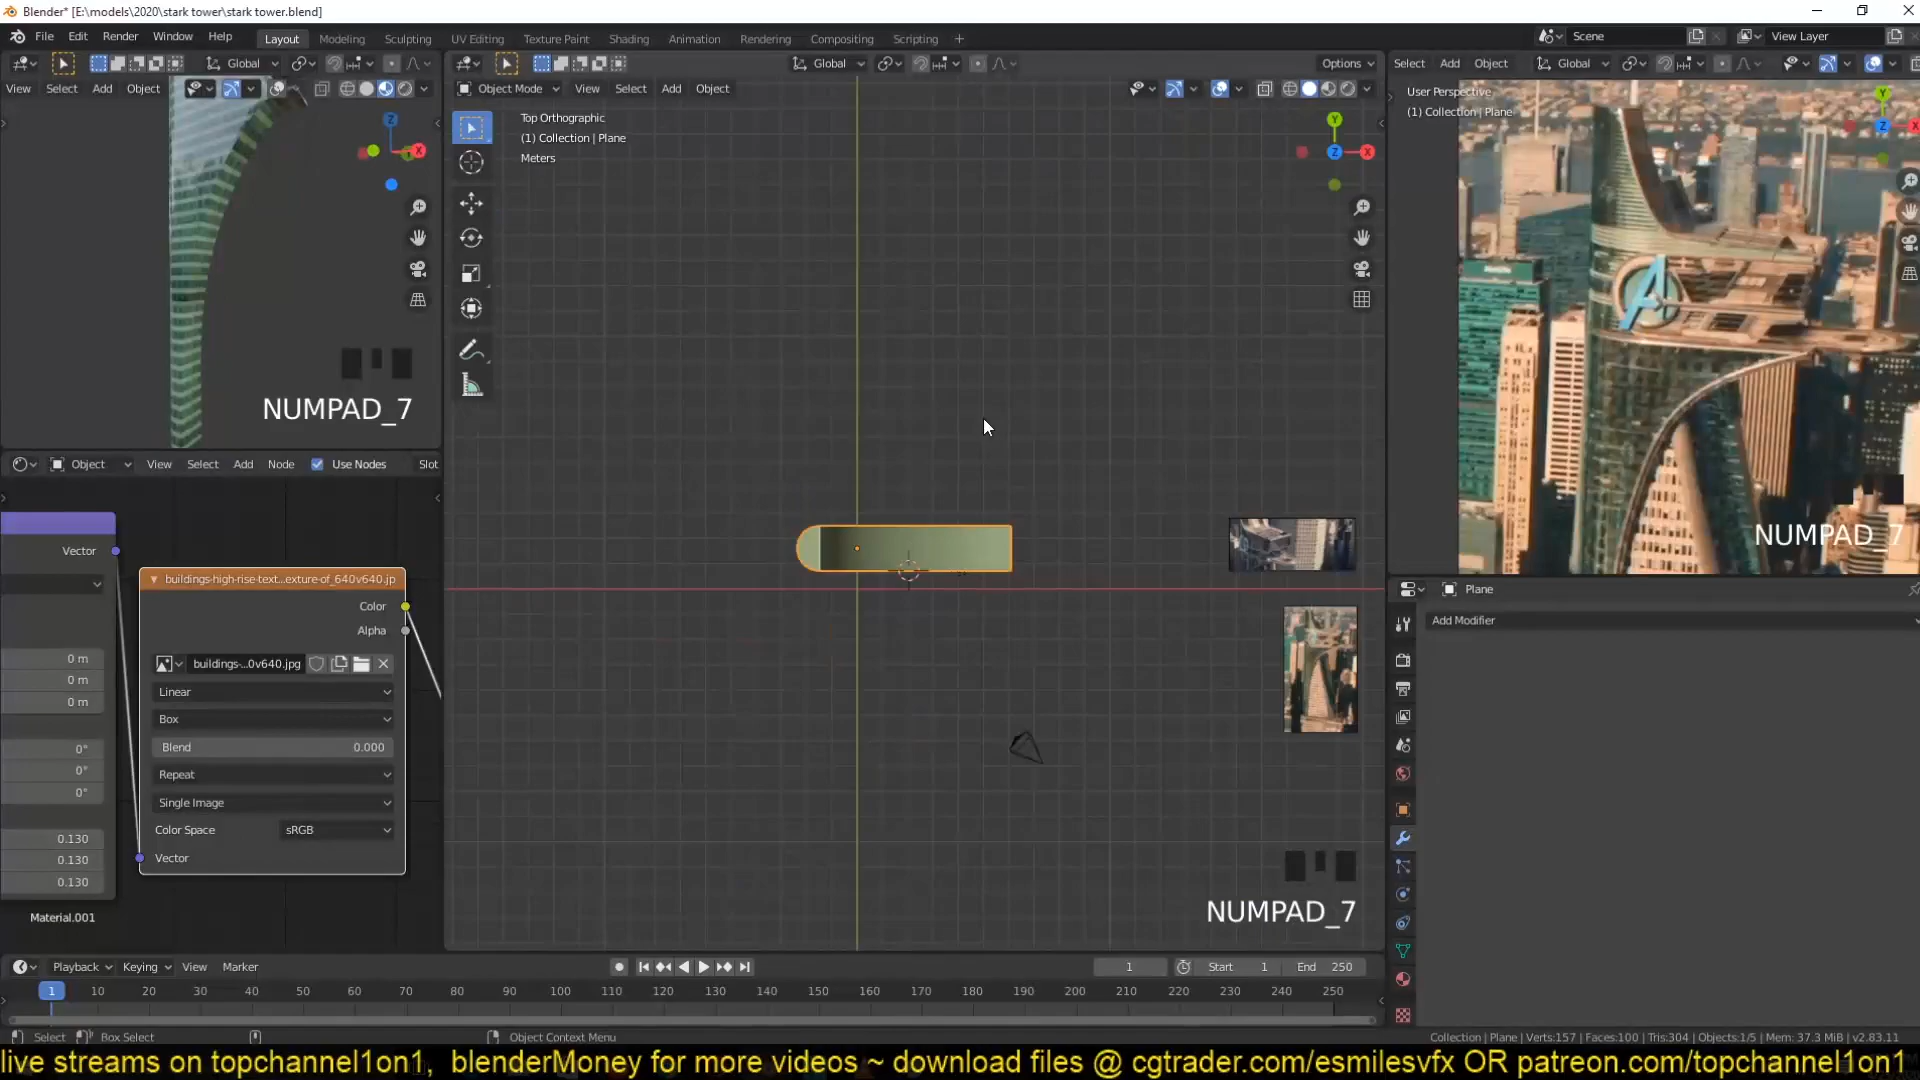 Blender* [E:\models\2020\stark tower\stark tower.blend]
File Edit Render Window Help
Layout Modeling Sculpting UV Editing Texture Paint Shading Animation Rendering Compositing Scripting +
Scene
View Layer
Global
View Select Add Object
NUMPAD_7
Global
Options
Object Mode View Select Add Object
Top Orthographic
(1) Collection | Plane
Meters
NUMPAD_7
Select Add Object Global
User Perspective
(1) Collection | Plane
NUMPAD_7
Object View Select Add Node Use Nodes Slot
Vector
0 m
0 m
0 m
0°
0°
0°
0.130
0.130
0.130
Material.001
buildings-high-rise-text...exture-of_640v640.jp
Color
Alpha
buildings-...0v640.jpg
Linear
Box
Blend 0.000
Repeat
Single Image
Color Space sRGB
Vector
Plane
Add Modifier
Playback Keying View Marker
1 Start 1 End 250
1 10 20 30 40 50 60 70 80 90 100 110 120 130 140 150 160 170 180 190 200 210 220 230 240 250
Select Box Select Object Context Menu
Collection | Plane | Verts:157 | Faces:100 | Tris:304 | Objects:1/5 | Mem: 37.3 MiB | v2.83.11
live streams on topchannel1on1, blenderMoney for more videos ~ download files @ cgtrader.com/esmilesvfx OR patreon.com/topchannel1on1